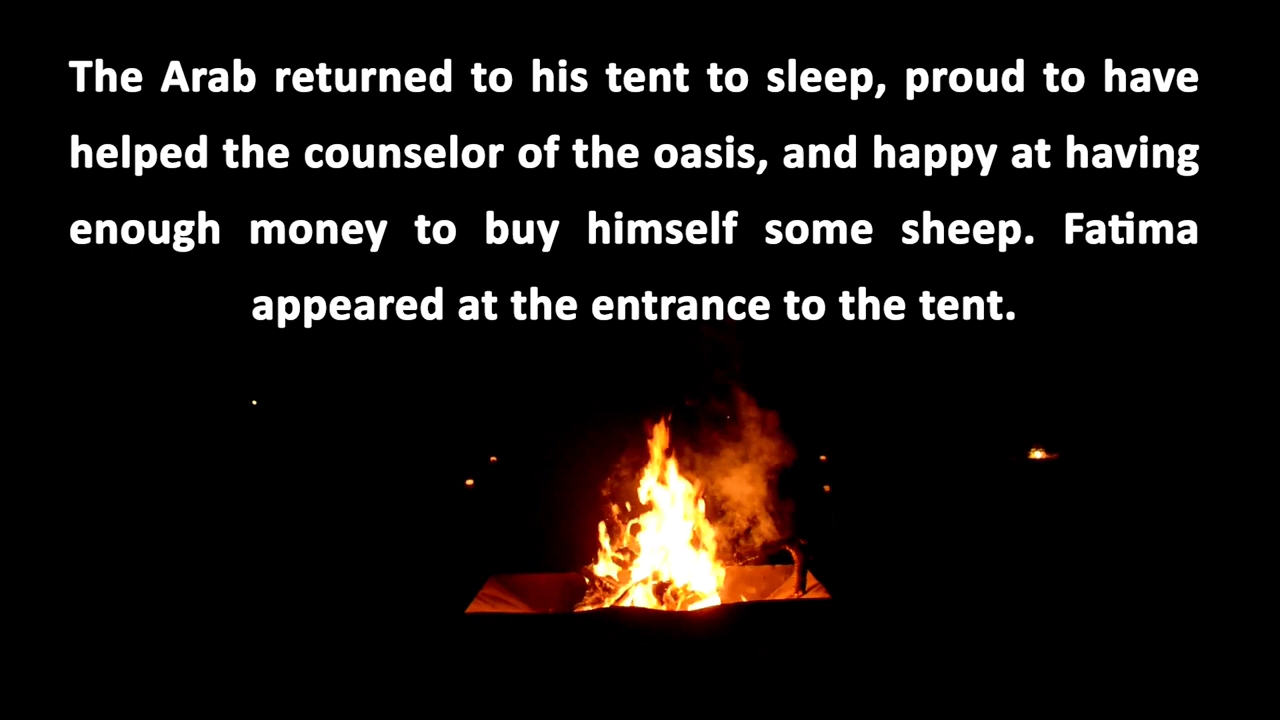 The Arab returned to his tent to sleep, proud to have
helped the counselor of the oasis, and happy at having
enough money to buy himself some sheep. Fatima
appeared at the entrance to the tent.